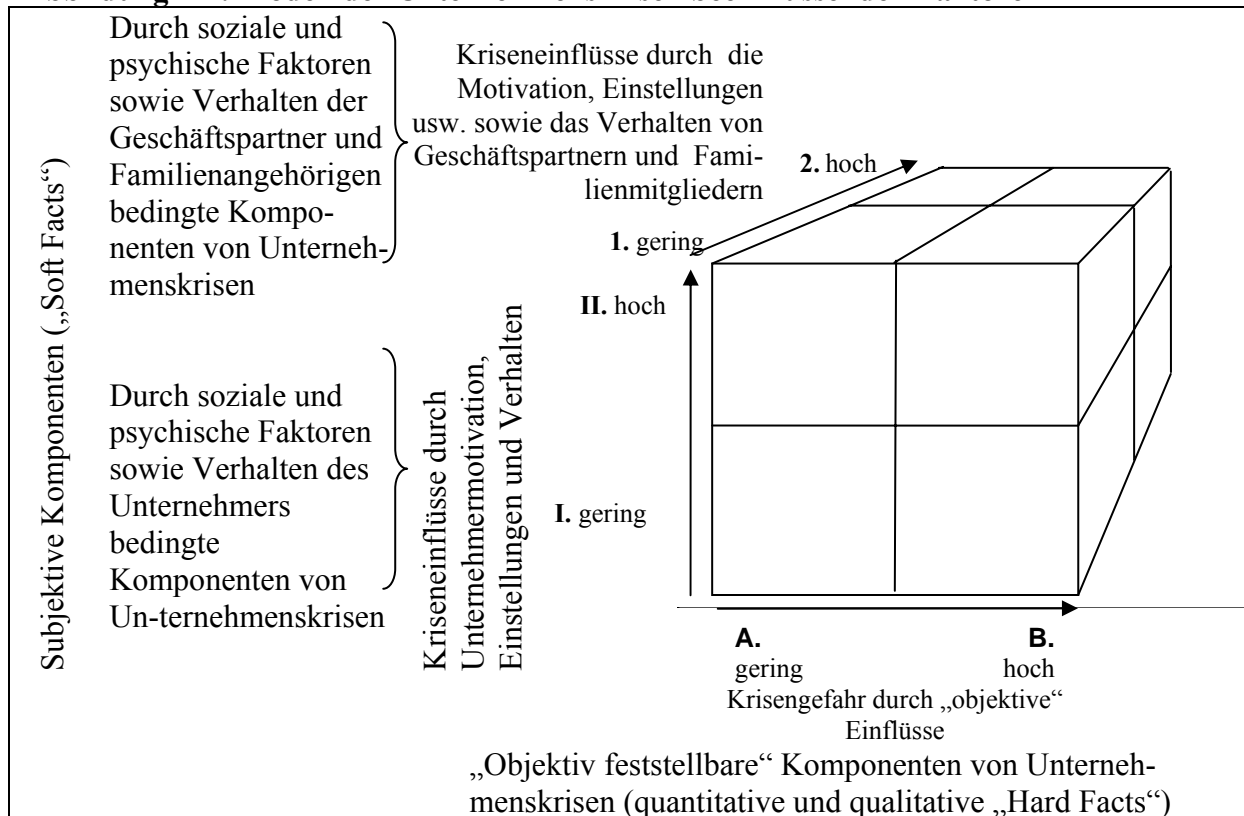 Durch soziale und
psychische Faktoren
sowie Verhalten der
Geschäftspartner und
Familienangehörigen
bedingte Kompo-
nenten von Unterneh-
menskrisen
Kriseneinflüsse durch die
Motivation, Einstellungen
usw. sowie das Verhalten von
Geschäftspartnern und Fami-
lienmitgliedern
2. hoch
1. gering
II. hoch
I. gering
Subjektive Komponenten („Soft Facts“)
Durch soziale und
psychische Faktoren
sowie Verhalten des
Unternehmers
bedingte
Komponenten von
Un-ternehmenskrisen
Kriseneinflüsse durch
Unternehmermotivation,
Einstellungen und Verhalten
A. B.
gering hoch
Krisengefahr durch „objektive“
Einflüsse
„Objektiv feststellbare“ Komponenten von Unterneh-
menskrisen (quantitative und qualitative „Hard Facts“)